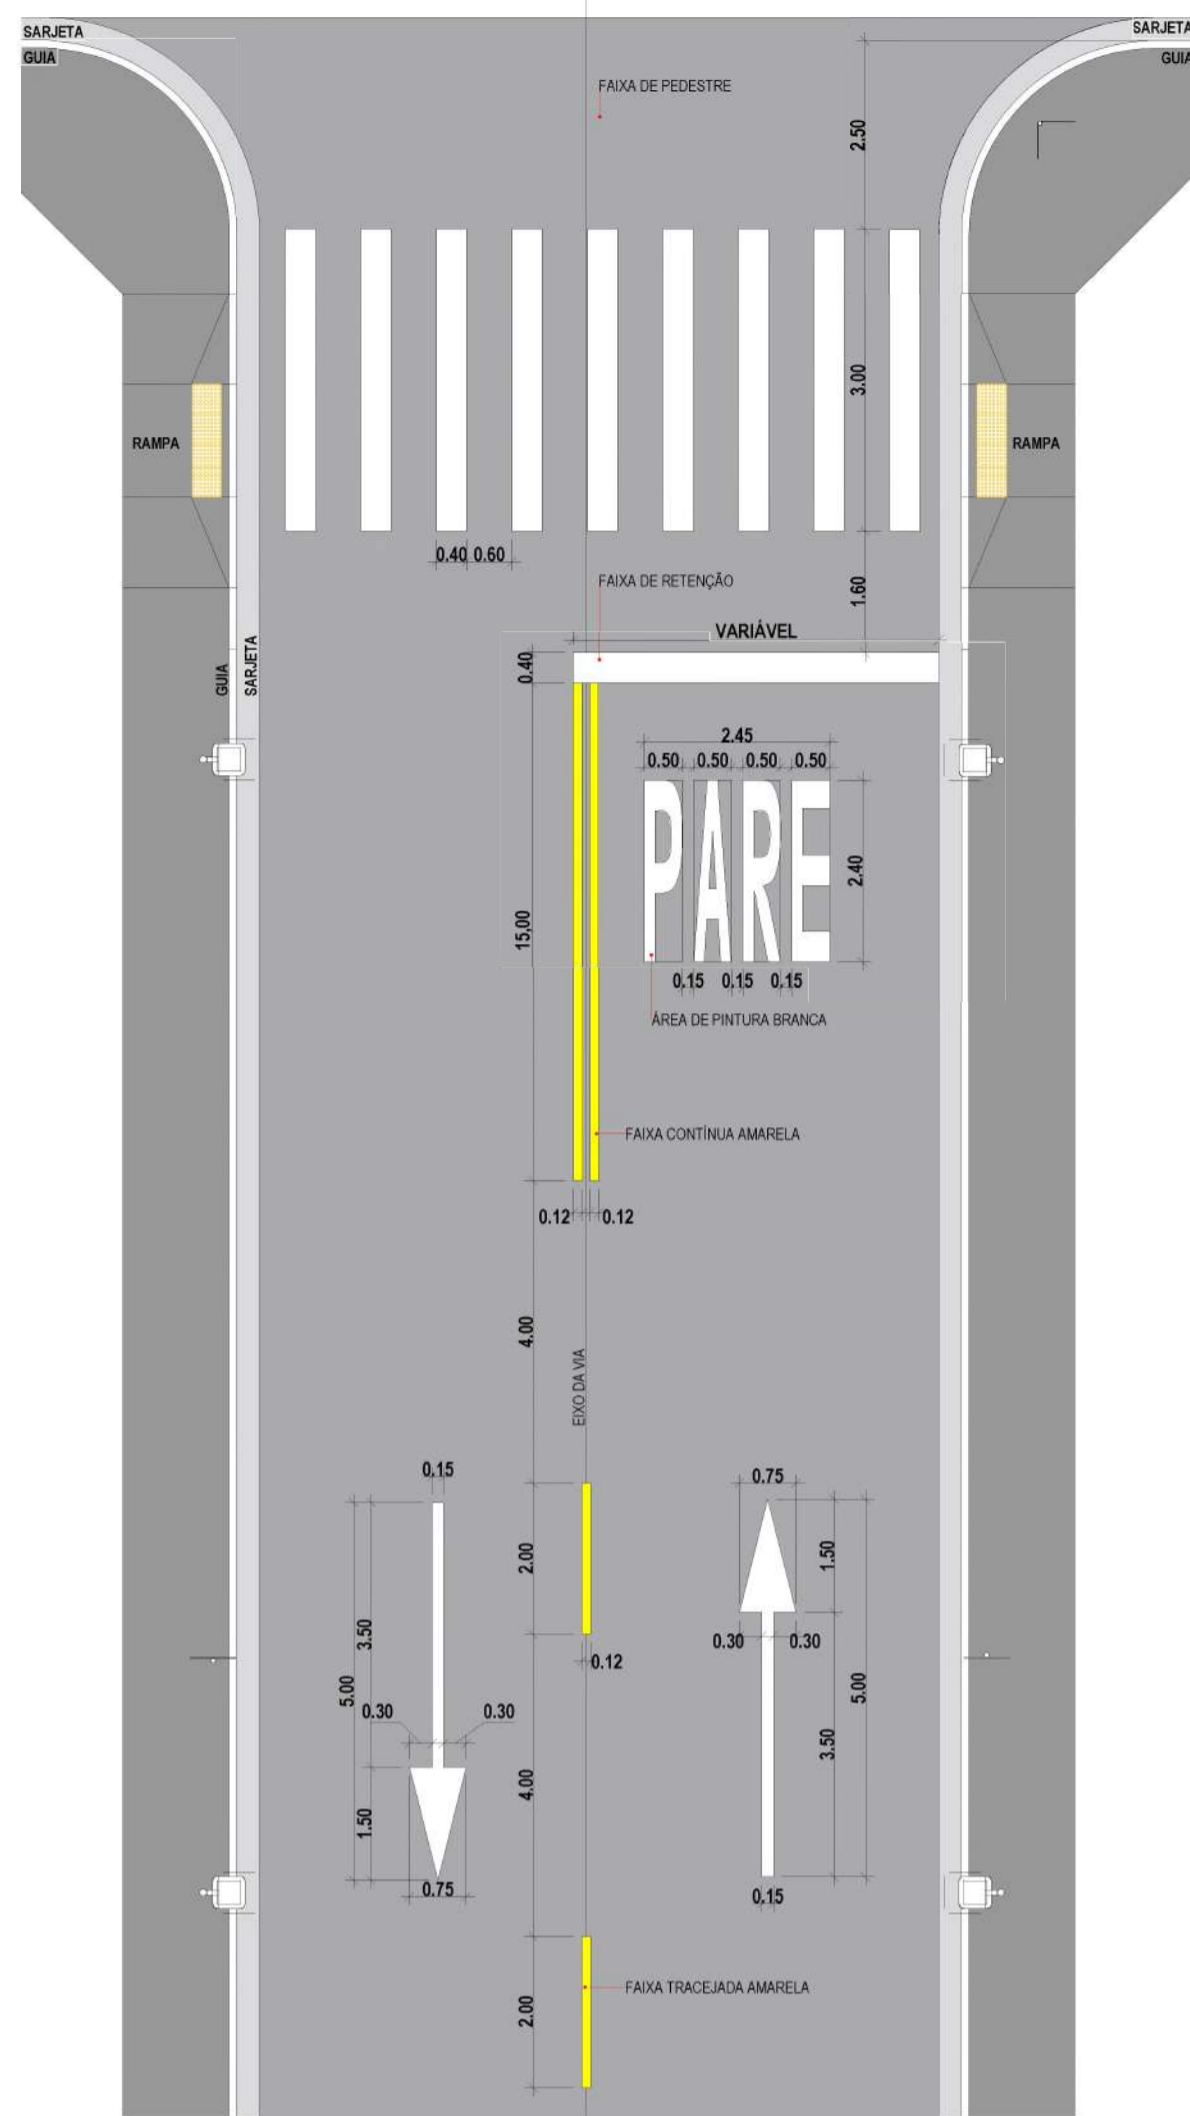 SARJETA
SARJETA
GUIA
GUIA
FAIXA DE PEDESTRE
2.50
3.00
RAMPA
RAMPA
0.40 0.60
FAIXA DE RETENÇÃO
1.60
VARIÁVEL
GUIA
SARJETA
0.40
2.45
0.50 0.50 0.50 0.50
PARE
2.40
15,00
0.15 0.15 0.15
ÁREA DE PINTURA BRANCA
FAIXA CONTÍNUA AMARELA
0.12 0.12
4.00
EIXO DA VIA
0.15
0.75
2.00
1.50
3.50
0.30 0.30
0.12
5.00
5.00
0.30 0.30
3.50
4.00
1.50
0.75
0.15
FAIXA TRACEJADA AMARELA
2.00